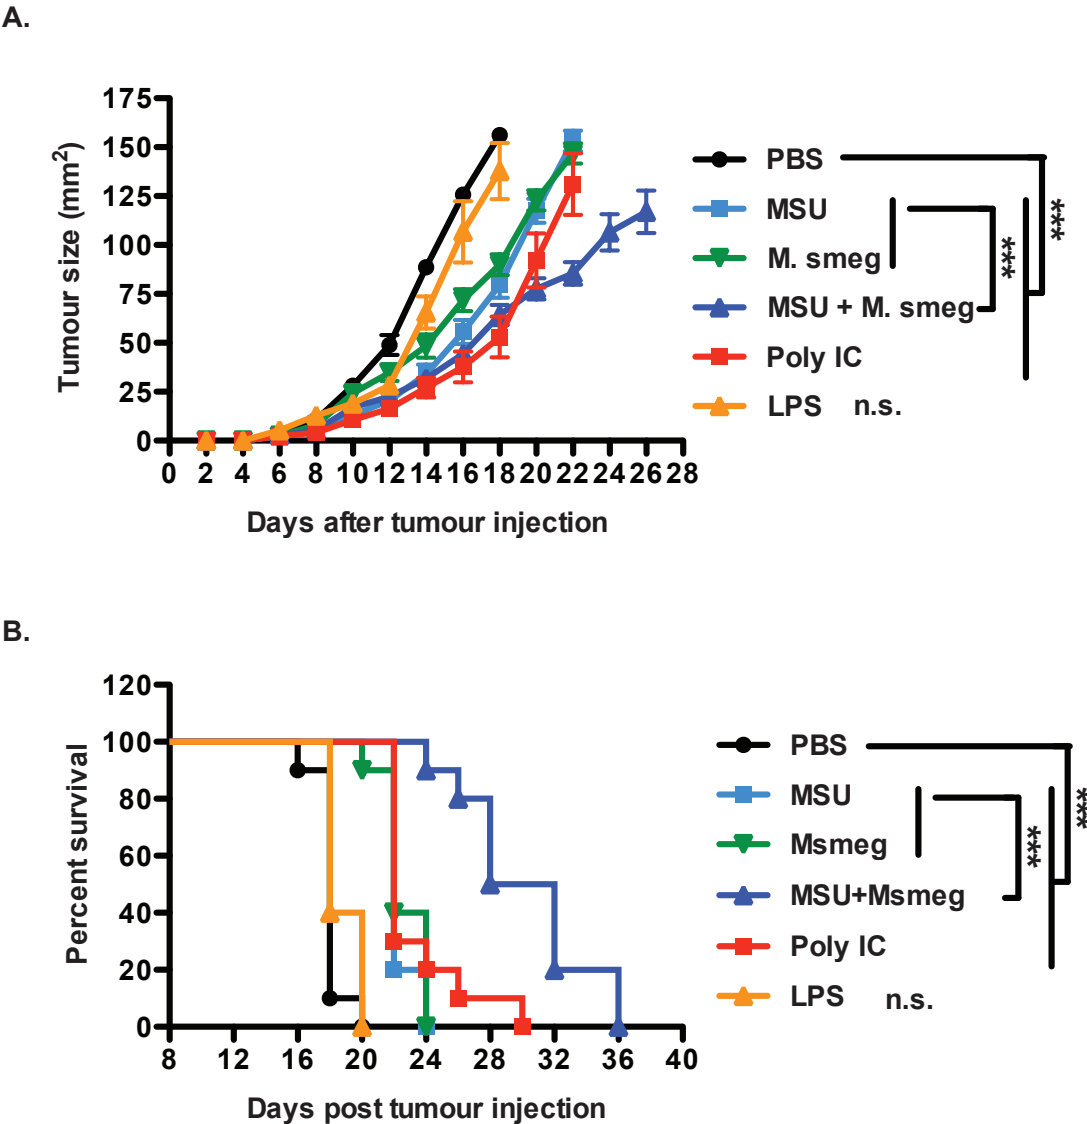 A.
175
150
125
100
75
50
25
0
Tumour size (mm²)
0 2 4 6 8 10 12 14 16 18 20 22 24 26 28
Days after tumour injection
PBS
MSU
M. smeg
MSU + M. smeg
Poly IC
LPS n.s.
***
***
B.
120
100
80
60
40
20
0
Percent survival
8 12 16 20 24 28 32 36 40
Days post tumour injection
PBS
MSU
Msmeg
MSU+Msmeg
Poly IC
LPS n.s.
***
***